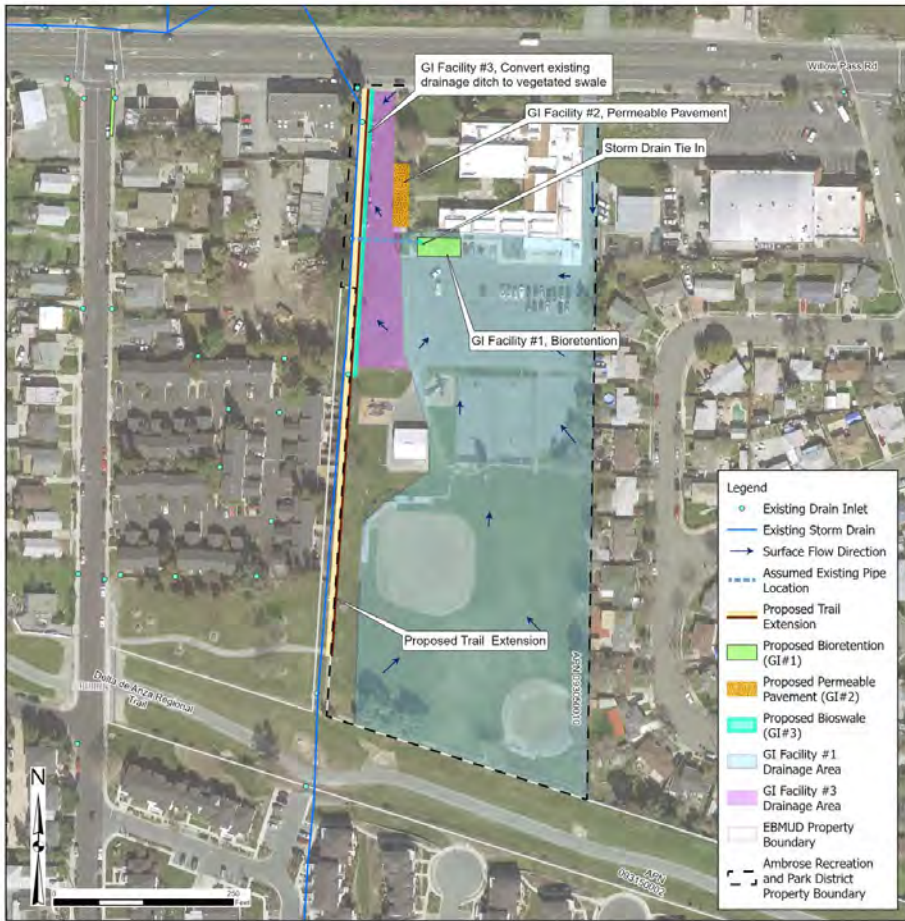 Willow Pass Rd
GI Facility #3, Convert existing
drainage ditch to vegetated swale
GI Facility #2, Permeable Pavement
Storm Drain Tie In
GI Facility #1, Bioretention
Proposed Trail Extension
Delta de Anza Regional
Trail
APN
Legend
Existing Drain Inlet
Existing Storm Drain
Surface Flow Direction
Assumed Existing Pipe
Location
Proposed Trail
Extension
Proposed Bioretention
(GI#1)
Proposed Permeable
Pavement (GI#2)
Proposed Bioswale
(GI#3)
GI Facility #1
Drainage Area
GI Facility #3
Drainage Area
EBMUD Property
Boundary
Ambrose Recreation
and Park District
Property Boundary
N
0
250
Feet
APN